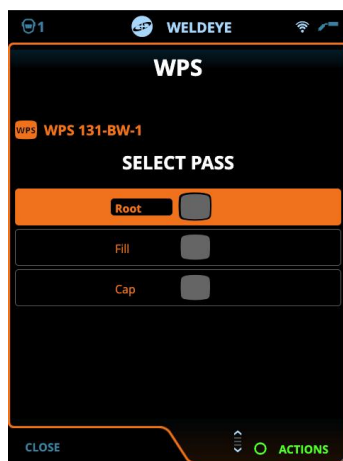 1 WELDEYE
WPS
WPS WPS 131-BW-1
SELECT PASS
Root
Fill
Cap
CLOSE ACTIONS